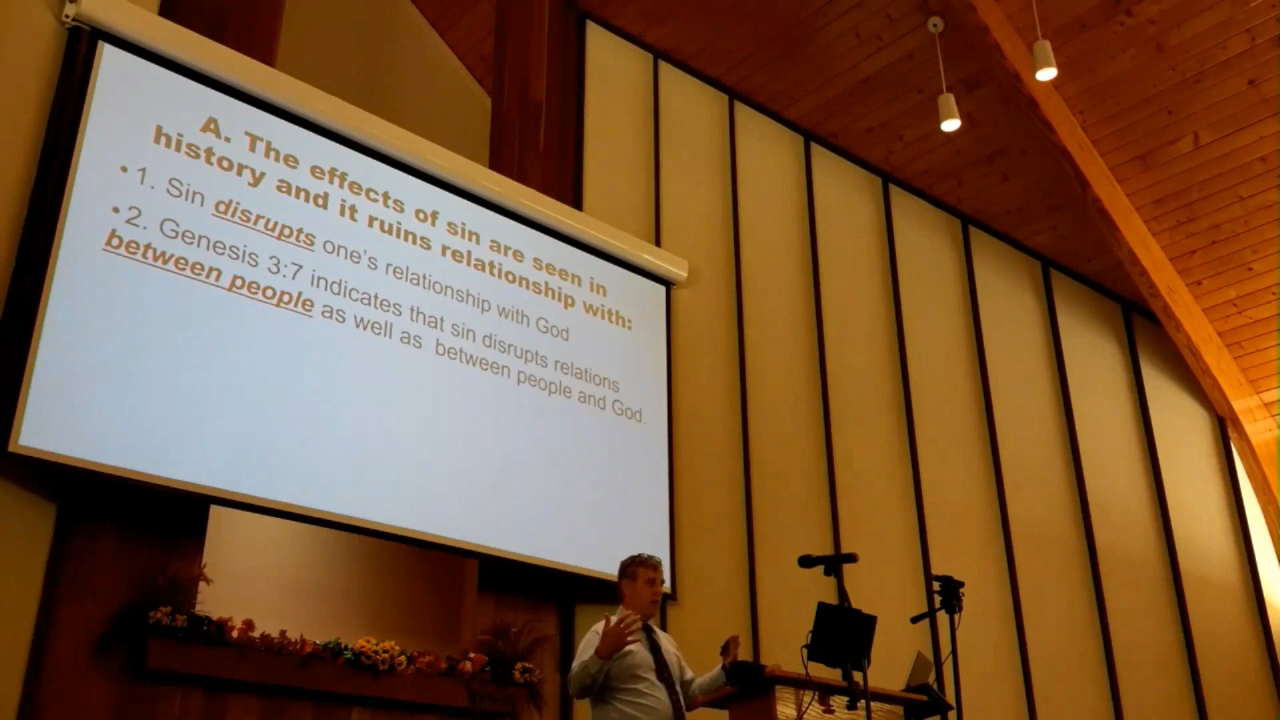 A. The effects of sin are seen in
history and it ruins relationship with:
•1. Sin disrupts one's relationship with God
•2. Genesis 3:7 indicates that sin disrupts relations
between people as well as between people and God.